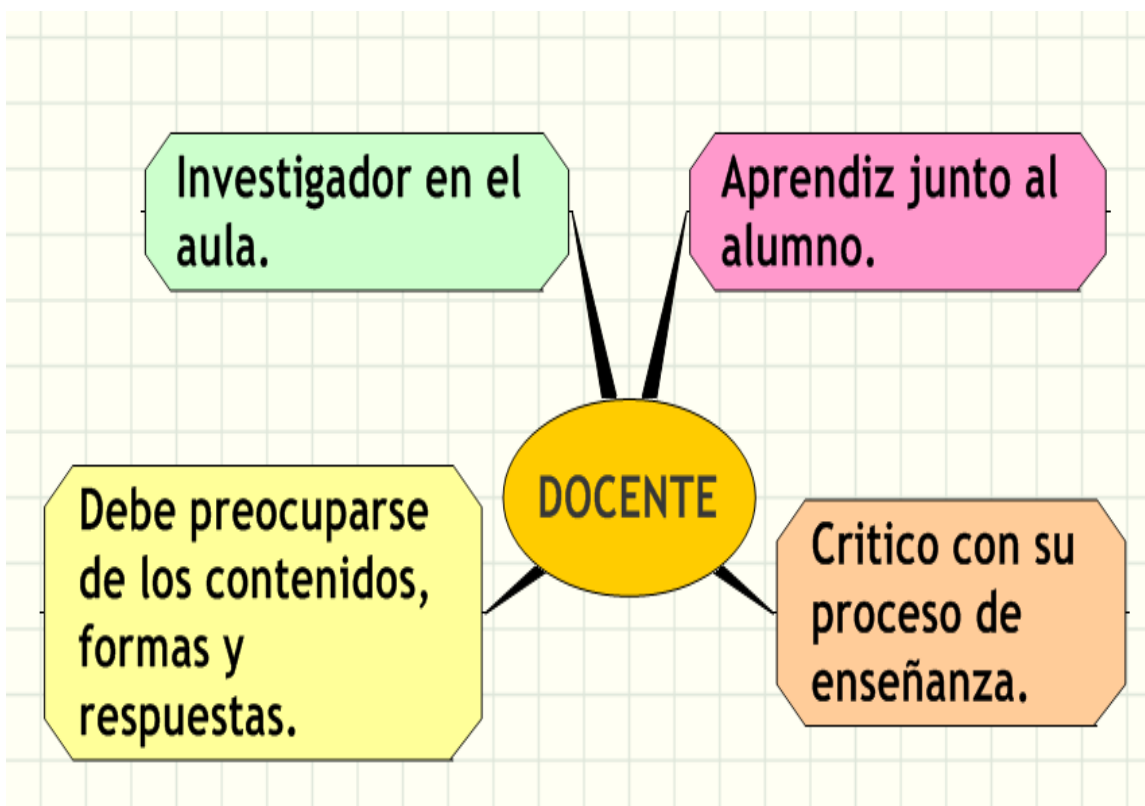 Investigador en el
aula.
Aprendiz junto al
alumno.
DOCENTE
Debe preocuparse
de los contenidos,
formas y
respuestas.
Critico con su
proceso de
enseñanza.